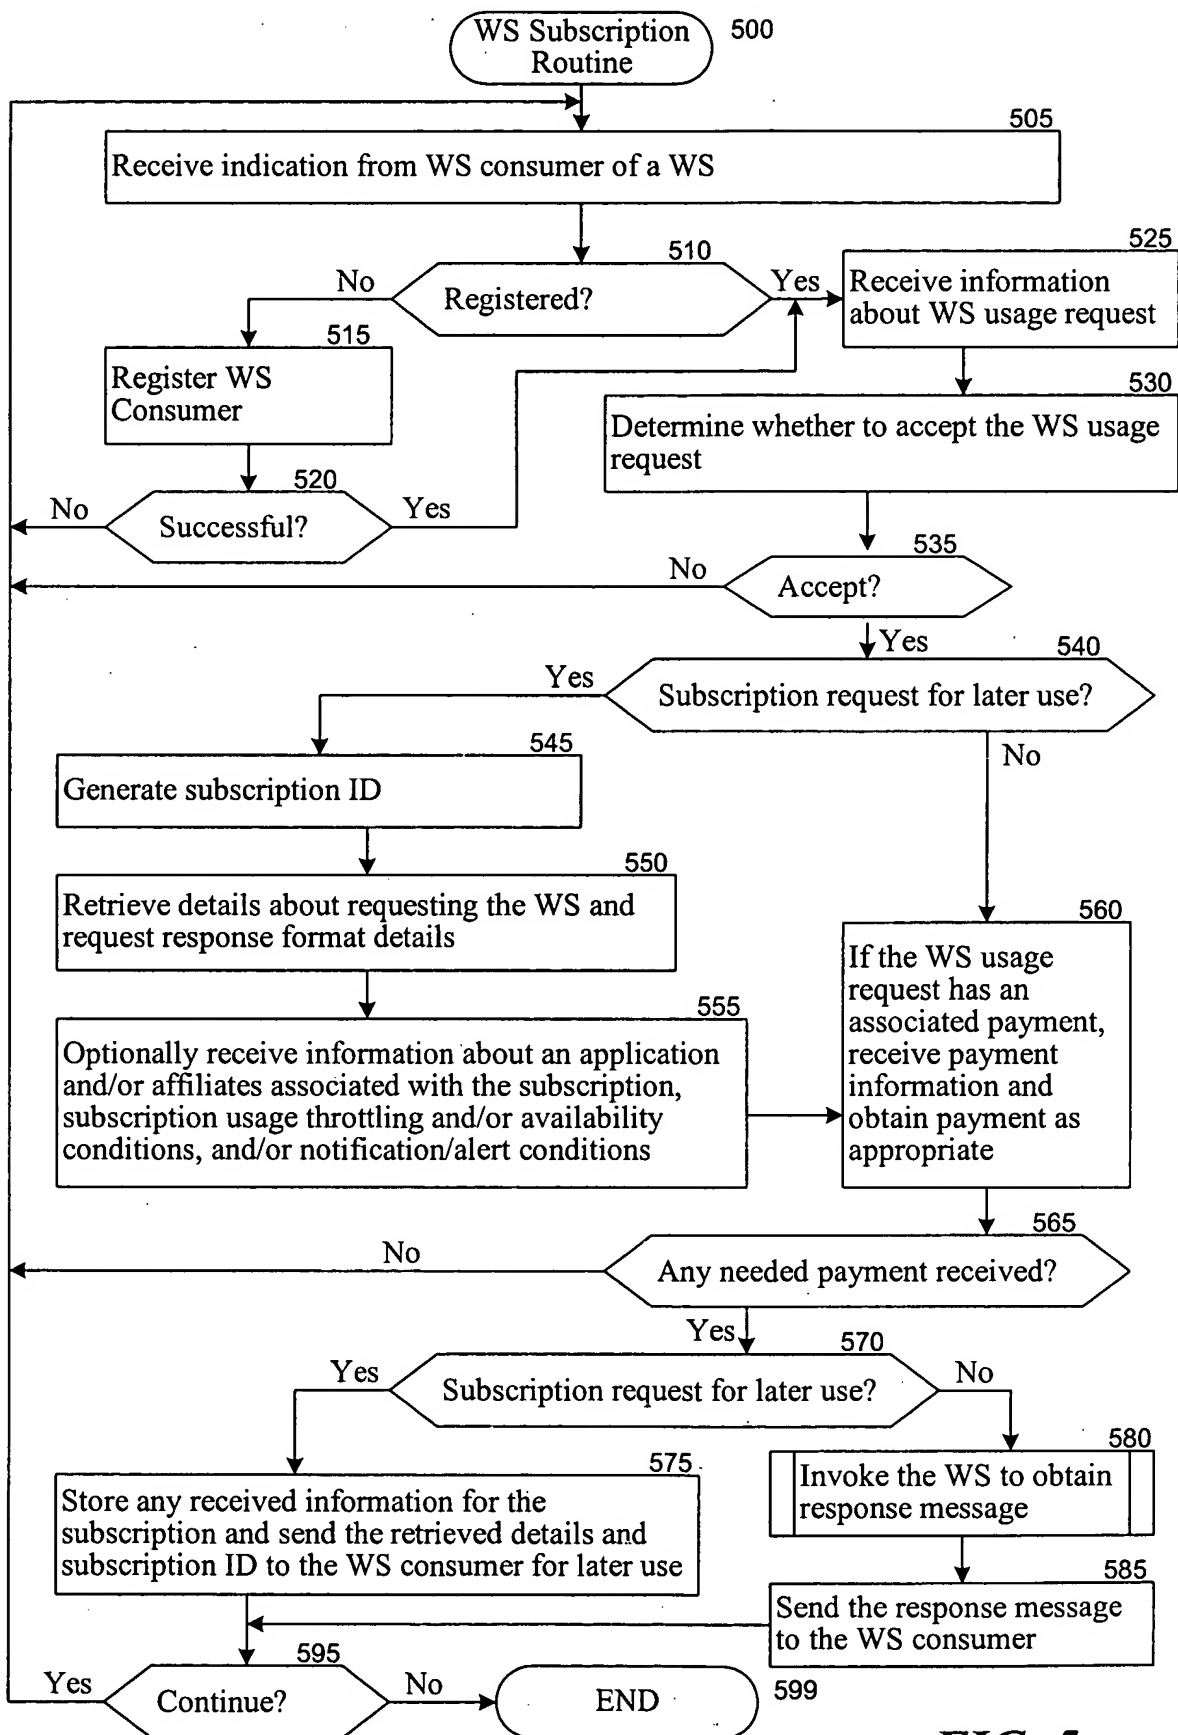 WS Subscription
Routine
500
505
Receive indication from WS consumer of a WS
510
Registered?
No
Yes
525
Receive information
about WS usage request
515
Register WS
Consumer
530
Determine whether to accept the WS usage
request
520
Successful?
No
Yes
535
Accept?
No
Yes
540
Subscription request for later use?
Yes
No
545
Generate subscription ID
550
Retrieve details about requesting the WS and
request response format details
555
Optionally receive information about an application
and/or affiliates associated with the subscription,
subscription usage throttling and/or availability
conditions, and/or notification/alert conditions
560
If the WS usage
request has an
associated payment,
receive payment
information and
obtain payment as
appropriate
565
Any needed payment received?
No
Yes
570
Subscription request for later use?
Yes
No
575
Store any received information for the
subscription and send the retrieved details and
subscription ID to the WS consumer for later use
580
Invoke the WS to obtain
response message
585
Send the response message
to the WS consumer
595
Continue?
Yes
No
END
599